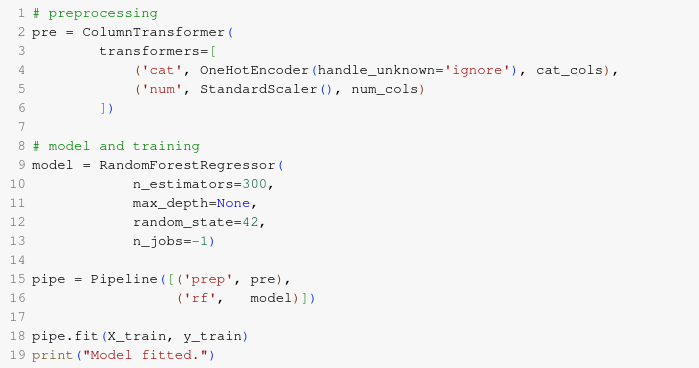 1 # preprocessing
2 pre = ColumnTransformer(
3         transformers=[
4             ('cat', OneHotEncoder(handle_unknown='ignore'), cat_cols),
5             ('num', StandardScaler(), num_cols)
6         ])
7
8 # model and training
9 model = RandomForestRegressor(
10             n_estimators=300,
11             max_depth=None,
12             random_state=42,
13             n_jobs=-1)
14
15 pipe = Pipeline([('prep', pre),
16                  ('rf',   model)])
17
18 pipe.fit(X_train, y_train)
19 print("Model fitted.")